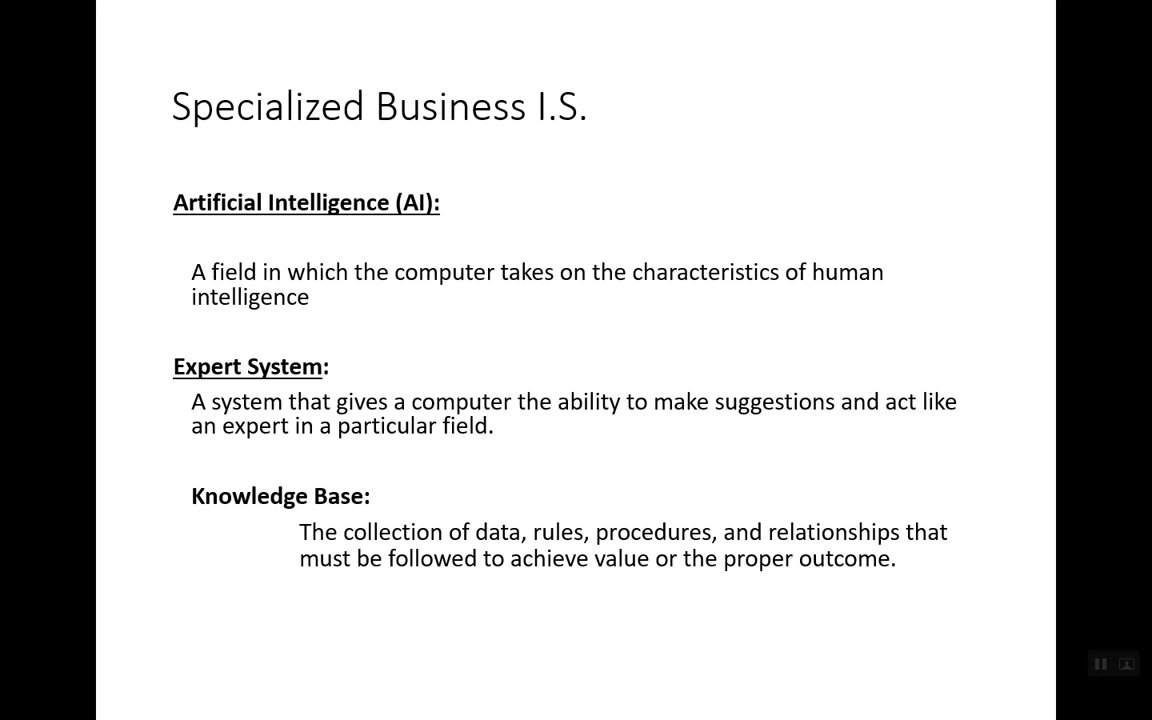 Specialized Business I.S.
Artificial Intelligence (AI):
A field in which the computer takes on the characteristics of human
intelligence
Expert System:
A system that gives a computer the ability to make suggestions and act like
an expert in a particular field.
Knowledge Base:
The collection of data, rules, procedures, and relationships that
must be followed to achieve value or the proper outcome.